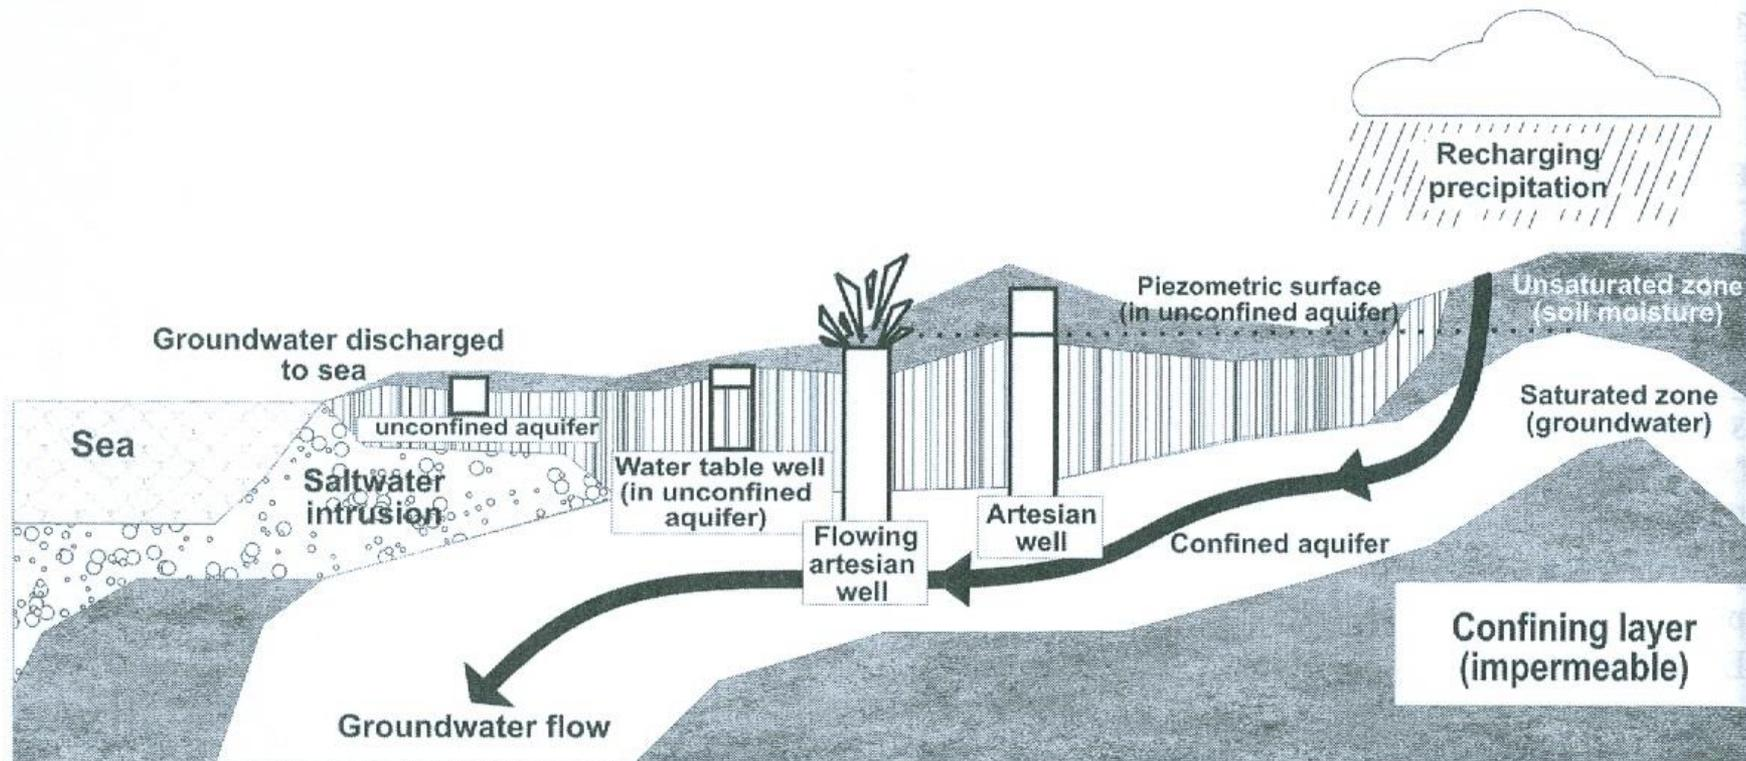 Recharging
precipitation
Piezometric surface
(in unconfined aquifer)
Unsaturated zone
(soil moisture)
Groundwater discharged
to sea
Saturated zone
(groundwater)
unconfined aquifer
Sea
Water table well
(in unconfined
aquifer)
Saltwater
intrusion
Artesian
well
Flowing
artesian
well
Confined aquifer
Confining layer
(impermeable)
Groundwater flow